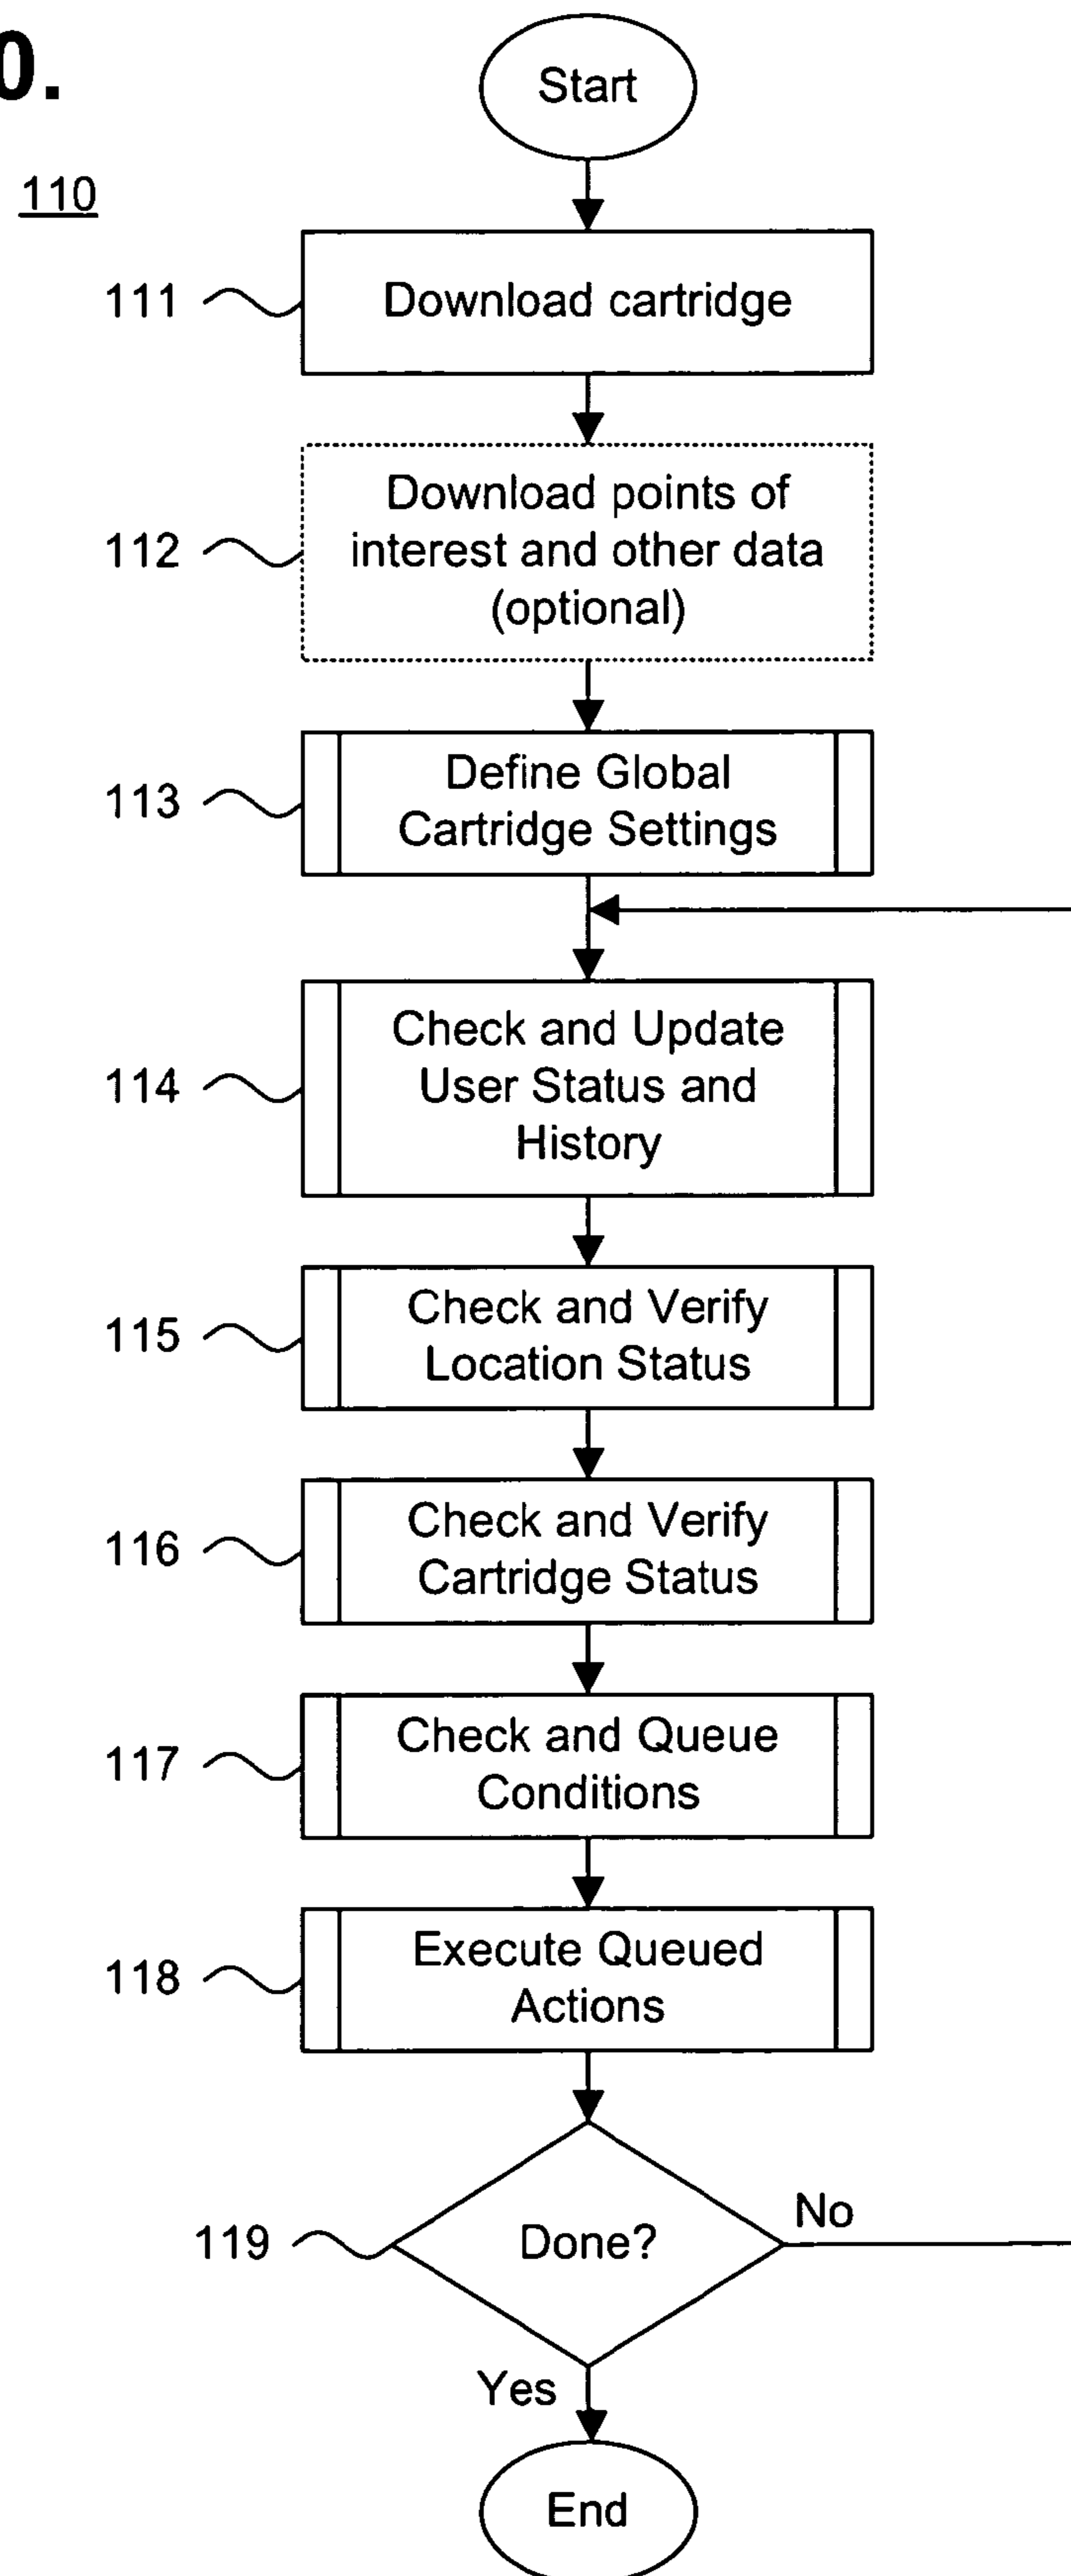 0.
110
Start
111
Download cartridge
112
Download points of
interest and other data
(optional)
113
Define Global
Cartridge Settings
114
Check and Update
User Status and
History
115
Check and Verify
Location Status
116
Check and Verify
Cartridge Status
117
Check and Queue
Conditions
118
Execute Queued
Actions
119
Done?
No
Yes
End